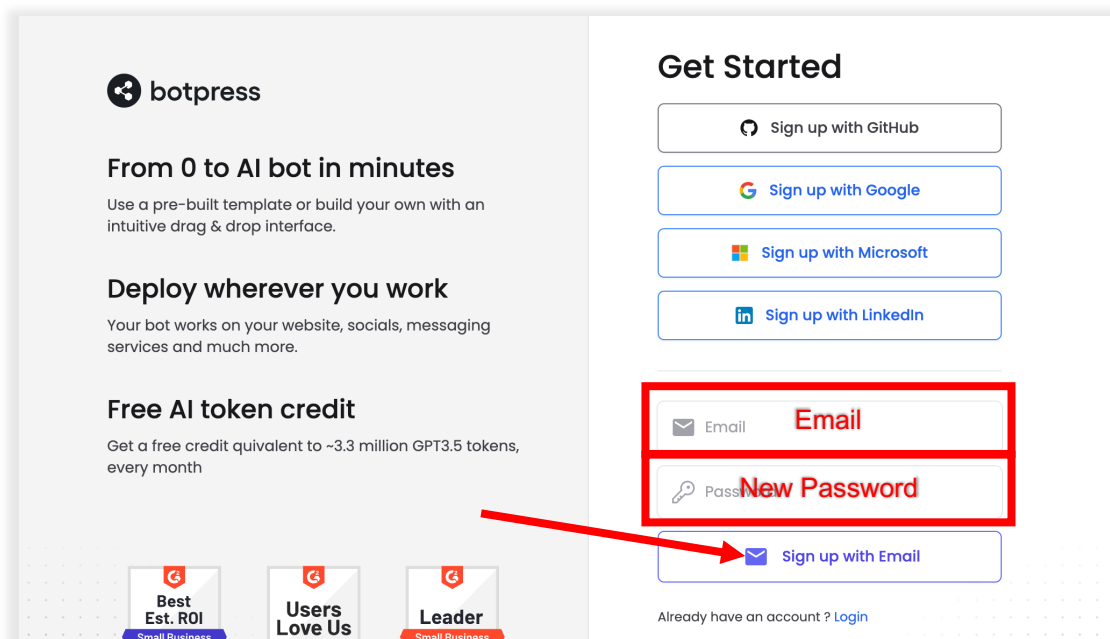 botpress
From 0 to AI bot in minutes
Use a pre-built template or build your own with an
intuitive drag & drop interface.
Deploy wherever you work
Your bot works on your website, socials, messaging
services and much more.
Free AI token credit
Get a free credit quivalent to ~3.3 million GPT3.5 tokens,
every month
Best
Est. ROI
Small Business
Users
Love Us
Leader
Small Business
Get Started
Sign up with GitHub
Sign up with Google
Sign up with Microsoft
Sign up with LinkedIn
Email
Email
Password
New Password
Sign up with Email
Already have an account ? Login